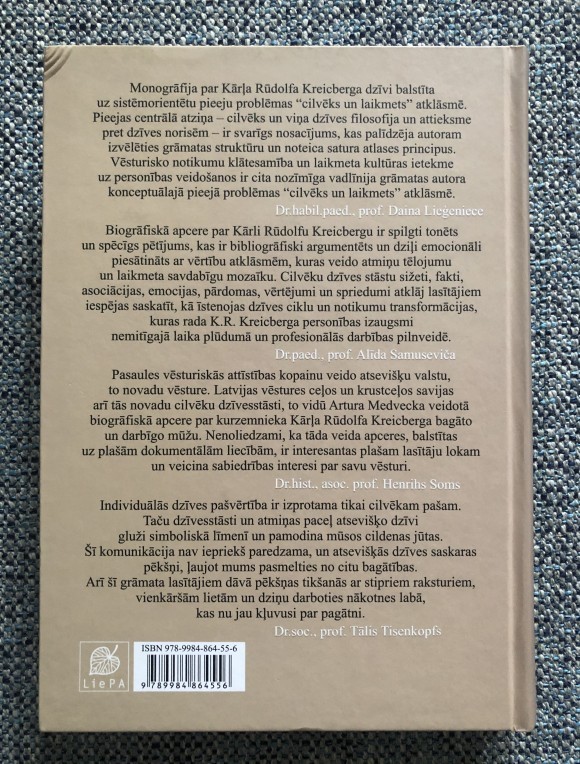 Monogrāfija par Kārļa Rūdolfa Kreicberga dzīvi balstīta
uz sistēmorientētu pieeju problēmas “cilvēks un laikmets” atklāsmē.
Pieejas centrālā atziņa – cilvēks un viņa dzīves filosofija un attieksme
pret dzīves norisēm – ir svarīgs nosacījums, kas palīdzēja autoram
izvēlēties grāmatas struktūru un noteica satura atlases principus.
Vēsturisko notikumu klātesamība un laikmeta kultūras ietekme
uz personības veidošanos ir cita nozīmīga vadlīnija grāmatas autora
konceptuālajā pieejā problēmas “cilvēks un laikmets” atklāsmē.
Dr.habil.paed., prof. Daina Lieģeniece
Biogrāfiskā apcere par Kārli Rūdolfu Kreicbergu ir spilgti tonēts
un spēcīgs pētījums, kas ir bibliogrāfiski argumentēts un dziļi emocionāli
piesātināts ar vērtību atklāsmēm, kuras veido atmiņu tēlojumu
un laikmeta savdabīgu mozaīku. Cilvēku dzīves stāstu sižeti, fakti,
asociācijas, emocijas, pārdomas, vērtējumi un spriedumi atklāj lasītājiem
iespējas saskatīt, kā īstenojas dzīves ciklu un notikumu transformācijas,
kuras rada K.R. Kreicberga personības izaugsmi
nemitīgajā laika plūdumā un profesionālās darbības pilnveidē.
Dr.paed., prof. Alīda Samuseviča
Pasaules vēsturiskās attīstības kopainu veido atsevišķu valstu,
to novadu vēsture. Latvijas vēstures ceļos un krustceļos savijas
arī tās novadu cilvēku dzīvesstāsti, to vidū Artura Medvecka veidotā
biogrāfiskā apcere par kurzemnieka Kārļa Rūdolfa Kreicberga bagāto
un darbīgo mūžu. Nenoliedzami, ka tāda veida apceres, balstītas
uz plašām dokumentālām liecībām, ir interesantas plašam lasītāju lokam
un veicina sabiedrības interesi par savu vēsturi.
Dr.hist., asoc. prof. Henrihs Soms
Individuālās dzīves pašvērtība ir izprotama tikai cilvēkam pašam.
Taču dzīvesstāsti un atmiņas paceļ atsevišķo dzīvi
gluži simboliskā līmenī un pamodina mūsos cildenas jūtas.
Šī komunikācija nav iepriekš paredzama, un atsevišķās dzīves saskaras
pēkšņi, ļaujot mums pasmelties no citu bagātības.
Arī šī grāmata lasītājiem dāvā pēkšņas tikšanās ar stipriem raksturiem,
vienkāršām lietām un dziņu darboties nākotnes labā,
kas nu jau kļuvusi par pagātni.
Dr.soc., prof. Tālis Tisenkopfs
LiePA
ISBN 978-9984-864-55-6
9 789984 864556